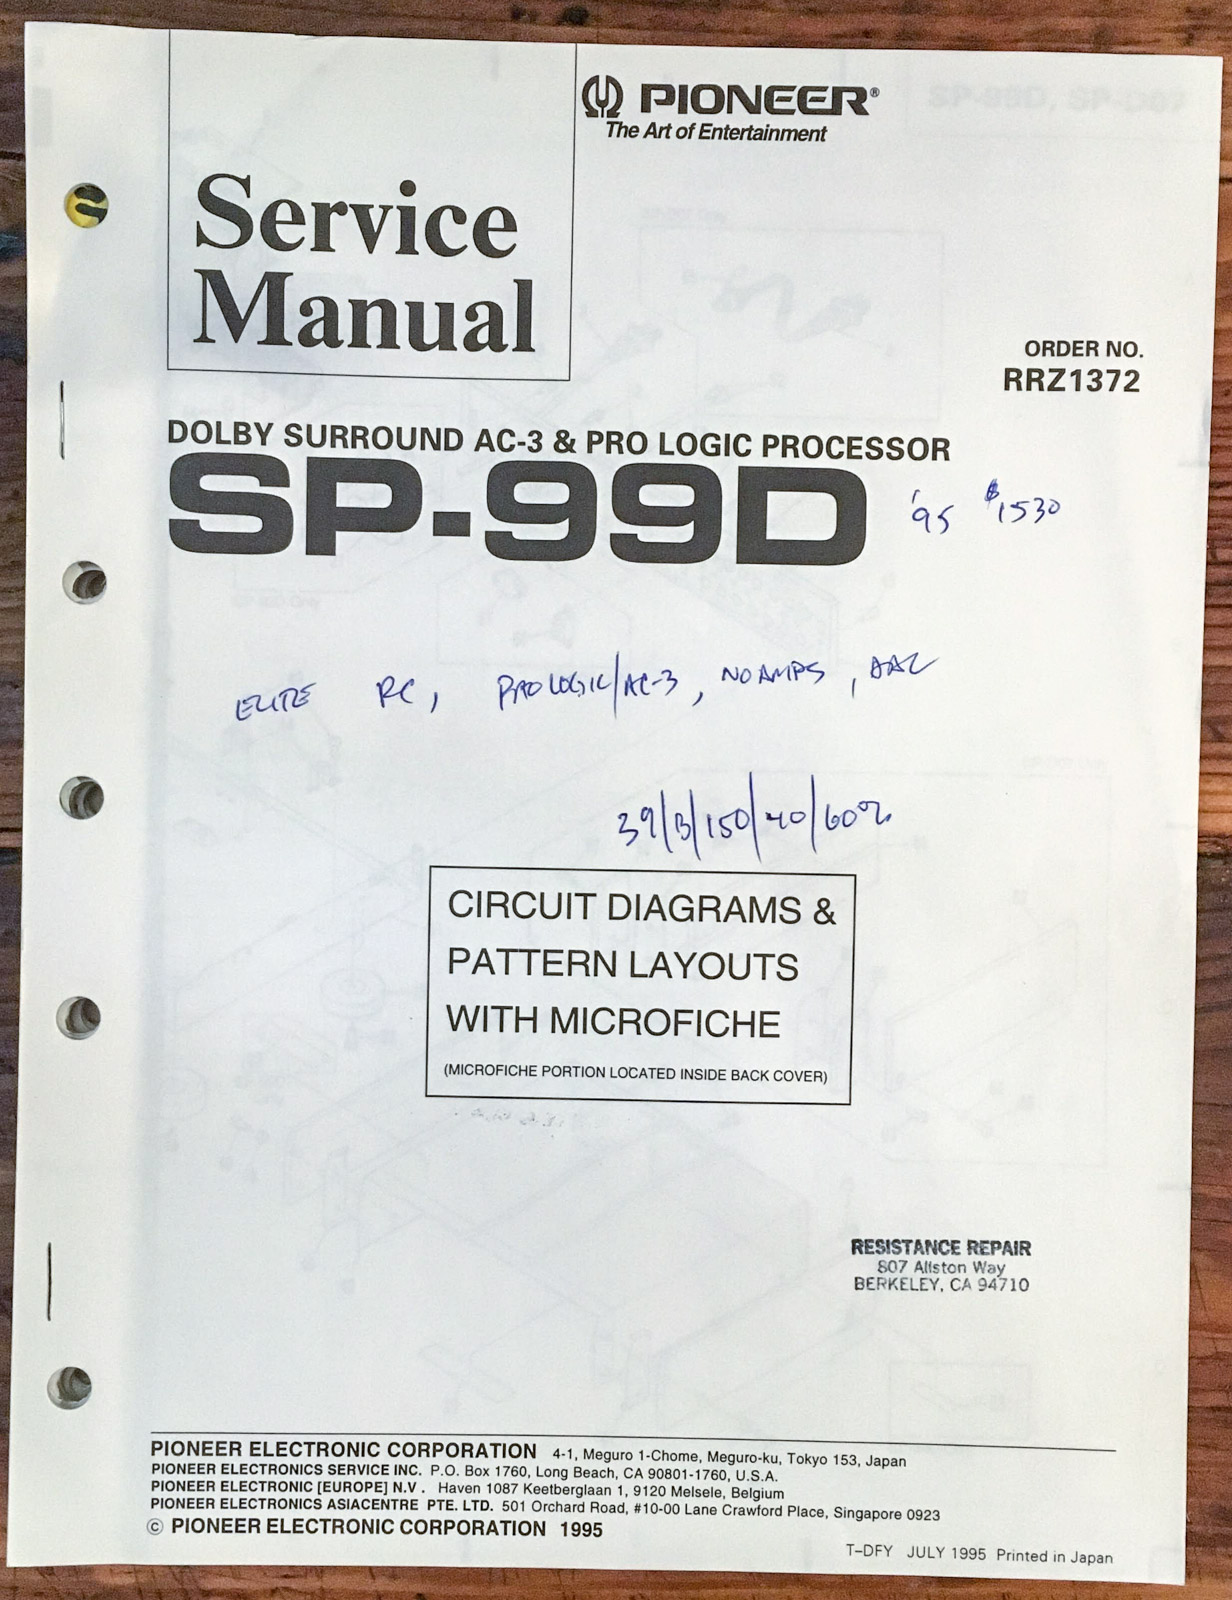 PIONEER®
The Art of Entertainment
Service
Manual
ORDER NO.
RRZ1372
DOLBY SURROUND AC-3 & PRO LOGIC PROCESSOR
SP-99D '95 $1530
ELITE RC, PRO LOGIC/AC-3, NO AMPS,
CIRCUIT DIAGRAMS &
PATTERN LAYOUTS
WITH MICROFICHE
(MICROFICHE PORTION LOCATED INSIDE BACK COVER)
RESISTANCE REPAIR
807 Allston Way
BERKELEY, CA 94710
PIONEER ELECTRONIC CORPORATION 4-1, Meguro 1-Chome, Meguro-ku, Tokyo 153, Japan
PIONEER ELECTRONICS SERVICE INC. P.O. Box 1760, Long Beach, CA 90801-1760, U.S.A.
PIONEER ELECTRONIC [EUROPE] N.V. Haven 1087 Keetberglaan 1, 9120 Melsele, Belgium
PIONEER ELECTRONICS ASIACENTRE PTE. LTD. 501 Orchard Road, #10-00 Lane Crawford Place, Singapore 0923
© PIONEER ELECTRONIC CORPORATION 1995
T-DFY JULY 1995 Printed in Japan